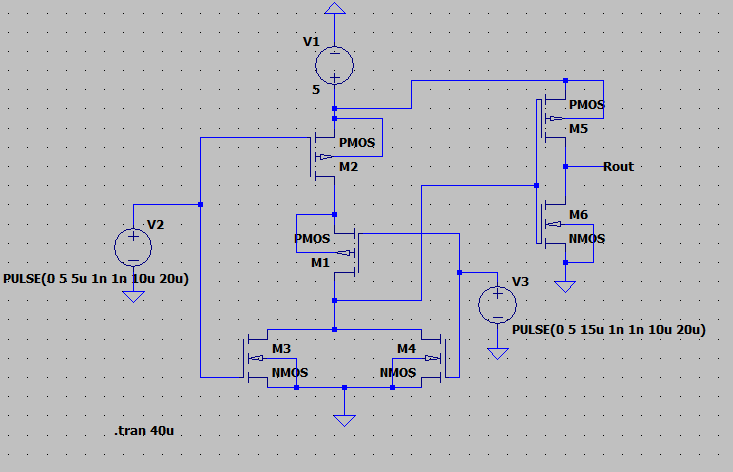 V1
5
PMOS
M2
PMOS
M5
Rout
V2
PULSE(0 5 5u 1n 1n 10u 20u)
PMOS
M1
M6
NMOS
V3
PULSE(0 5 15u 1n 1n 10u 20u)
M3
NMOS
M4
NMOS
.tran 40u